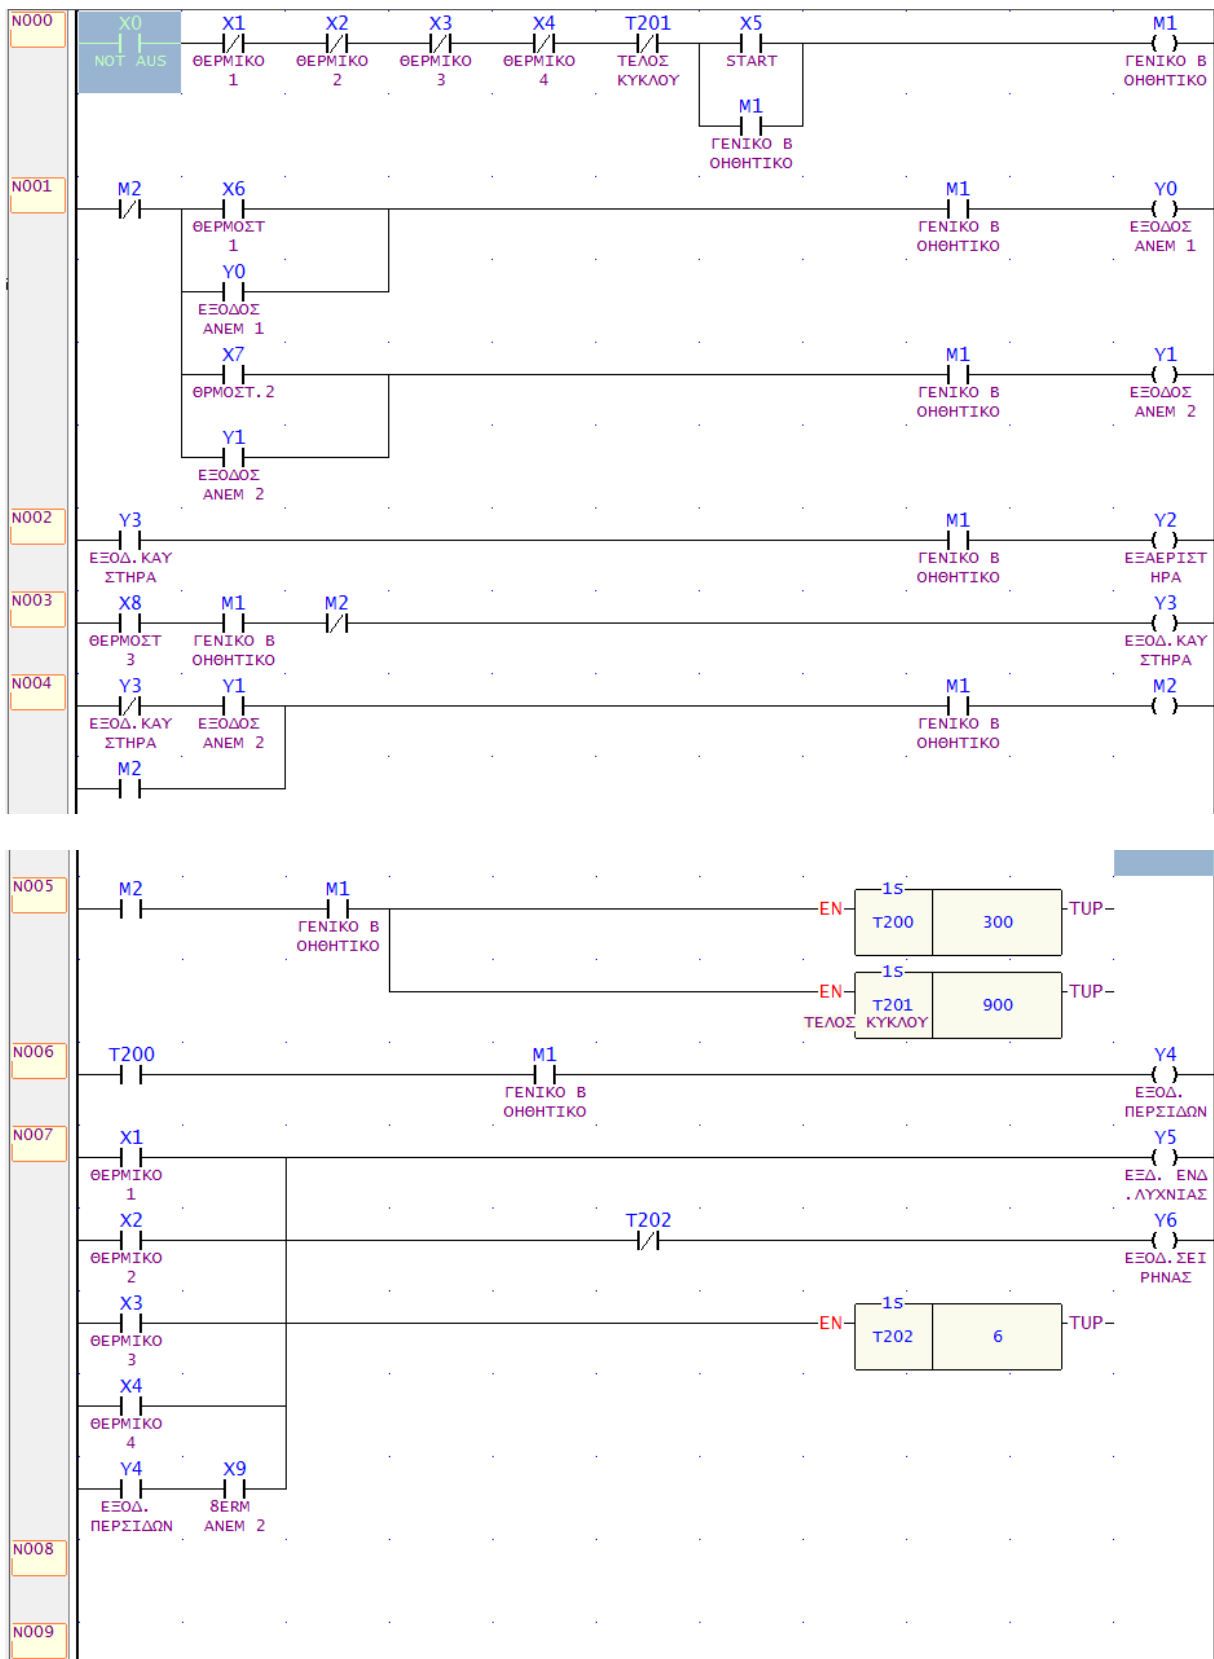 N000
X0 X1 X2 X3 X4 T201 X5 M1
NOT AUS ΘΕΡΜΙΚΟ ΘΕΡΜΙΚΟ ΘΕΡΜΙΚΟ ΘΕΡΜΙΚΟ ΤΕΛΟΣ START ΓΕΝΙΚΟ Β
1 2 3 4 ΚΥΚΛΟΥ ΟΗΘΗΤΙΚΟ
M1
ΓΕΝΙΚΟ Β
ΟΗΘΗΤΙΚΟ
N001
M2 X6 M1 Y0
ΘΕΡΜΟΣΤ ΓΕΝΙΚΟ Β ΕΞΟΔΟΣ
1 ΟΗΘΗΤΙΚΟ ΑΝΕΜ 1
Y0
ΕΞΟΔΟΣ
ΑΝΕΜ 1
X7 M1 Y1
ΘΡΜΟΣΤ.2 ΓΕΝΙΚΟ Β ΕΞΟΔΟΣ
ΟΗΘΗΤΙΚΟ ΑΝΕΜ 2
Y1
ΕΞΟΔΟΣ
ΑΝΕΜ 2
N002
Y3 M1 Y2
ΕΞΟΔ.ΚΑΥ ΓΕΝΙΚΟ Β ΕΞΑΕΡΙΣΤ
ΣΤΗΡΑ ΟΗΘΗΤΙΚΟ ΗΡΑ
N003
X8 M1 M2 Y3
ΘΕΡΜΟΣΤ ΓΕΝΙΚΟ Β ΕΞΟΔ.ΚΑΥ
3 ΟΗΘΗΤΙΚΟ ΣΤΗΡΑ
N004
Y3 Y1 M1 M2
ΕΞΟΔ.ΚΑΥ ΕΞΟΔΟΣ ΓΕΝΙΚΟ Β
ΣΤΗΡΑ ΑΝΕΜ 2 ΟΗΘΗΤΙΚΟ
M2
N005
M2 M1 1S
EN T200 300 TUP
ΓΕΝΙΚΟ Β
ΟΗΘΗΤΙΚΟ
1S
EN T201 900 TUP
ΤΕΛΟΣ ΚΥΚΛΟΥ
N006
T200 M1 Y4
ΓΕΝΙΚΟ Β ΕΞΟΔ.
ΟΗΘΗΤΙΚΟ ΠΕΡΣΙΔΩΝ
N007
X1 Y5
ΘΕΡΜΙΚΟ ΕΞΔ. ΕΝΔ
1 .ΛΥΧΝΙΑΣ
X2 T202 Y6
ΘΕΡΜΙΚΟ ΕΞΟΔ.ΣΕΙ
2 ΡΗΝΑΣ
X3 1S
EN T202 6 TUP
ΘΕΡΜΙΚΟ
3
X4
ΘΕΡΜΙΚΟ
4
Y4 X9
ΕΞΟΔ. 8ERM
ΠΕΡΣΙΔΩΝ ΑΝΕΜ 2
N008
N009